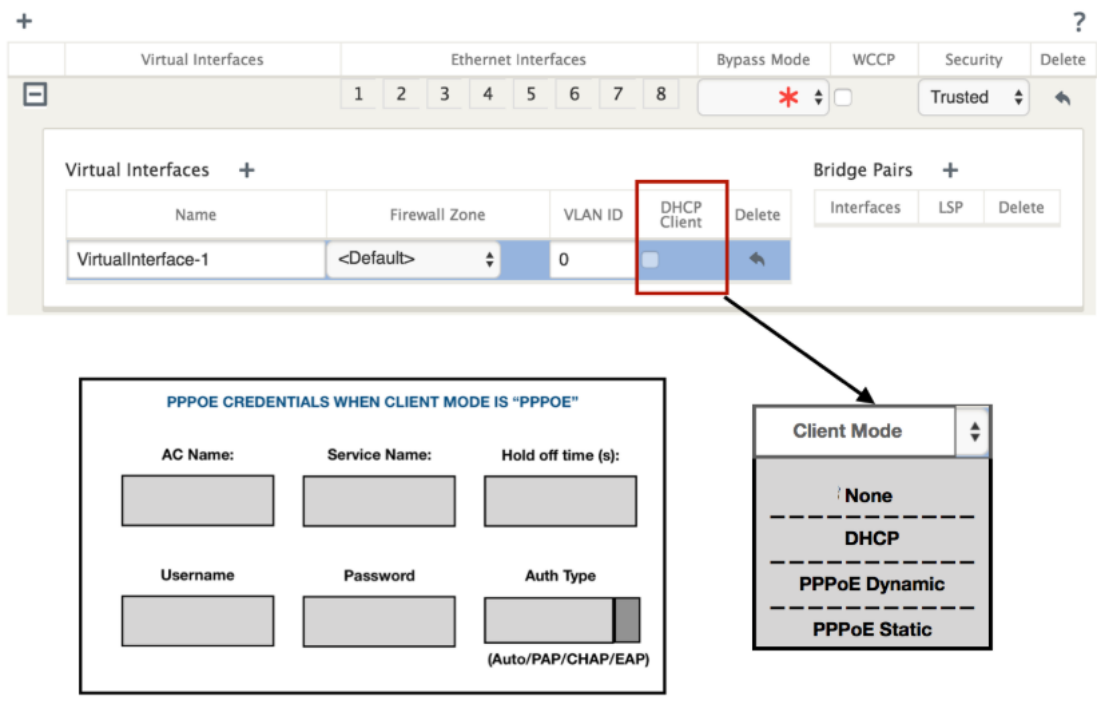 + ?
Virtual Interfaces Ethernet Interfaces Bypass Mode WCCP Security Delete
1 2 3 4 5 6 7 8 * Trusted
Virtual Interfaces + Bridge Pairs +
Name Firewall Zone VLAN ID DHCP Client Delete Interfaces LSP Delete
VirtualInterface-1 <Default> 0
PPPOE CREDENTIALS WHEN CLIENT MODE IS “PPPOE”
AC Name: Service Name: Hold off time (s):
Username Password Auth Type
(Auto/PAP/CHAP/EAP)
Client Mode
None
DHCP
PPPoE Dynamic
PPPoE Static